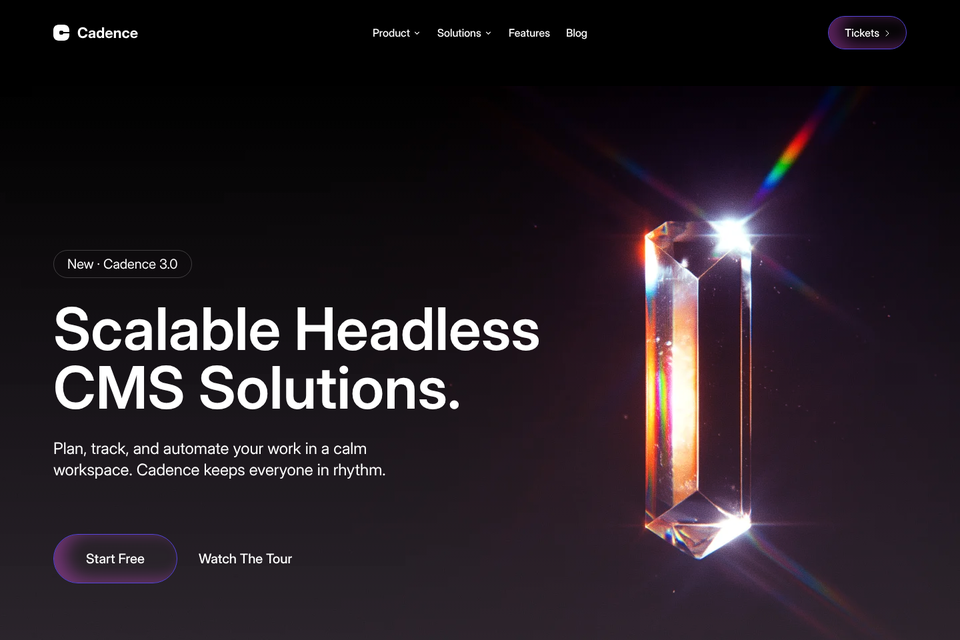 Cadence
Product
Solutions
Features
Blog
Tickets
New · Cadence 3.0
Scalable Headless
CMS Solutions.
Plan, track, and automate your work in a calm
workspace. Cadence keeps everyone in rhythm.
Start Free
Watch The Tour